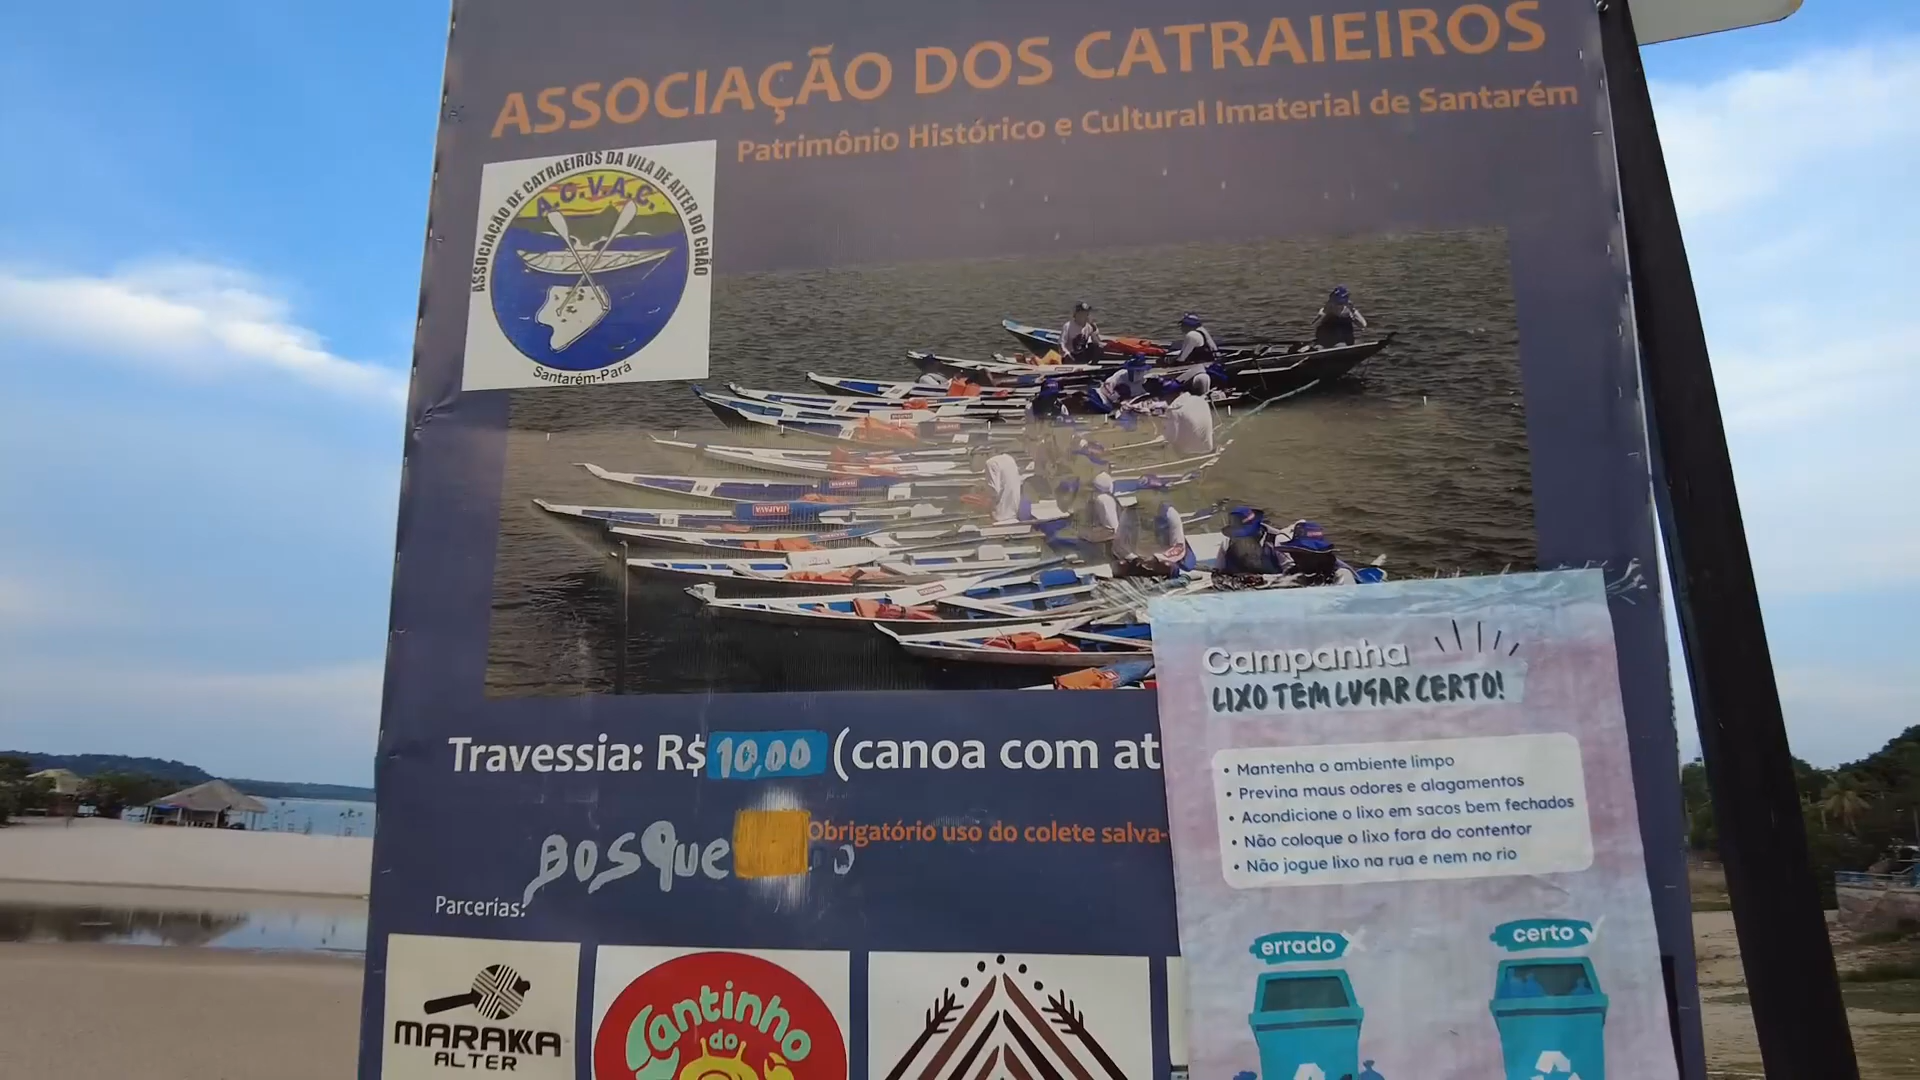 ASSOCIAÇÃO DOS CATRAIEIROS
Patrimônio Histórico e Cultural Imaterial de Santarém
ASSOCIAÇÃO DE CATRAEIROS DA VILA DE ALTER DO CHÃO
A.C.V.A.C.
Santarém-Pará
ITAIPAVA
Travessia: R$ 10,00 (canoa com at
Obrigatório uso do colete salva-
BOSQUE
Parcerias:
MARAKKA
ALTER
Cantinho
do
Campanha
LIXO TEM LUGAR CERTO!
• Mantenha o ambiente limpo
• Previna maus odores e alagamentos
• Acondicione o lixo em sacos bem fechados
• Não coloque o lixo fora do contentor
• Não jogue lixo na rua e nem no rio
errado
certo